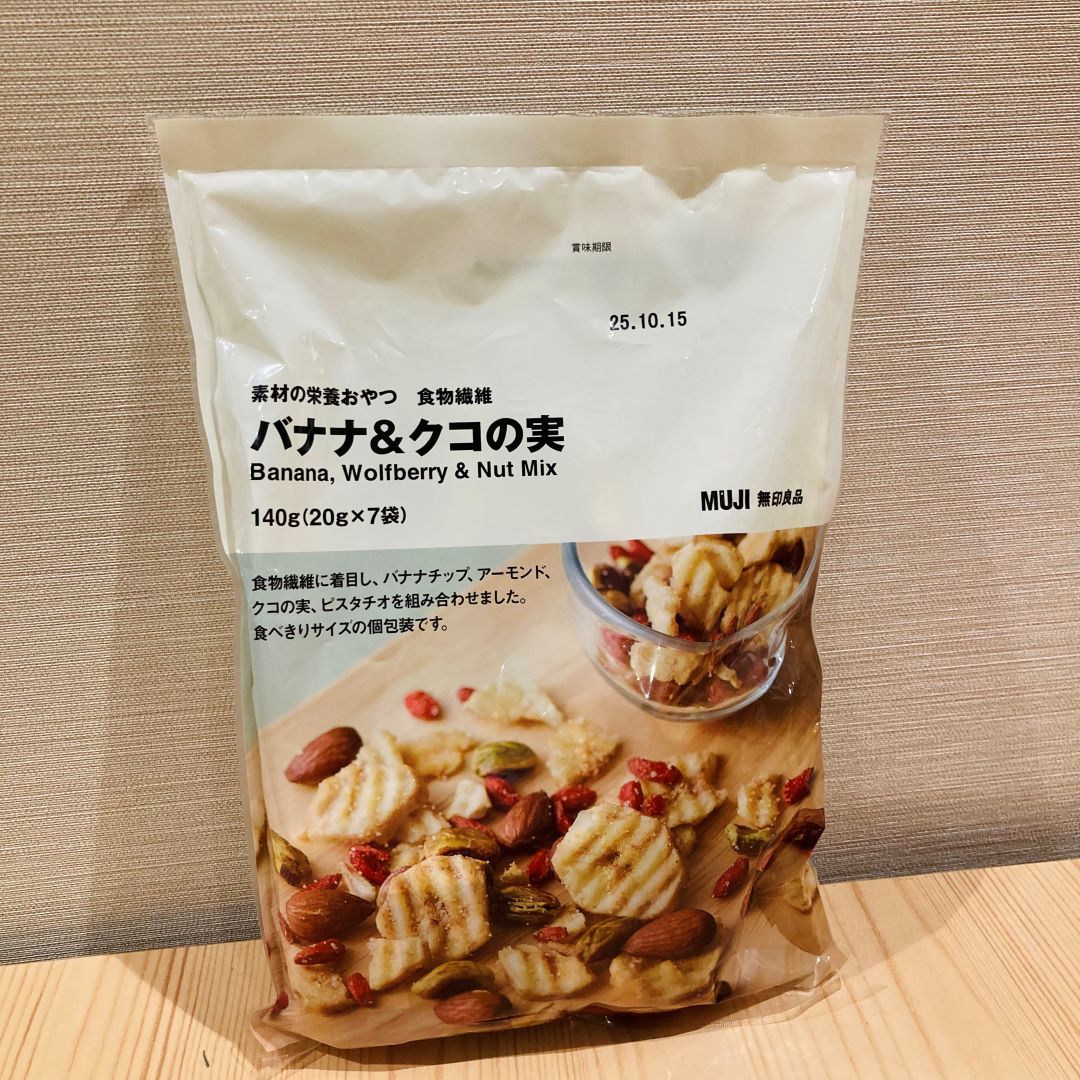 賞味期限
25.10.15
素材の栄養おやつ 食物繊維
バナナ&クコの実
Banana, Wolfberry & Nut Mix
140g(20g×7袋)
MUJI 無印良品
食物繊維に着目し、バナナチップ、アーモンド、
クコの実、ピスタチオを組み合わせました。
食べきりサイズの個包装です。